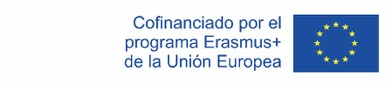 Cofinanciado por el
programa Erasmus+
de la Unión Europea